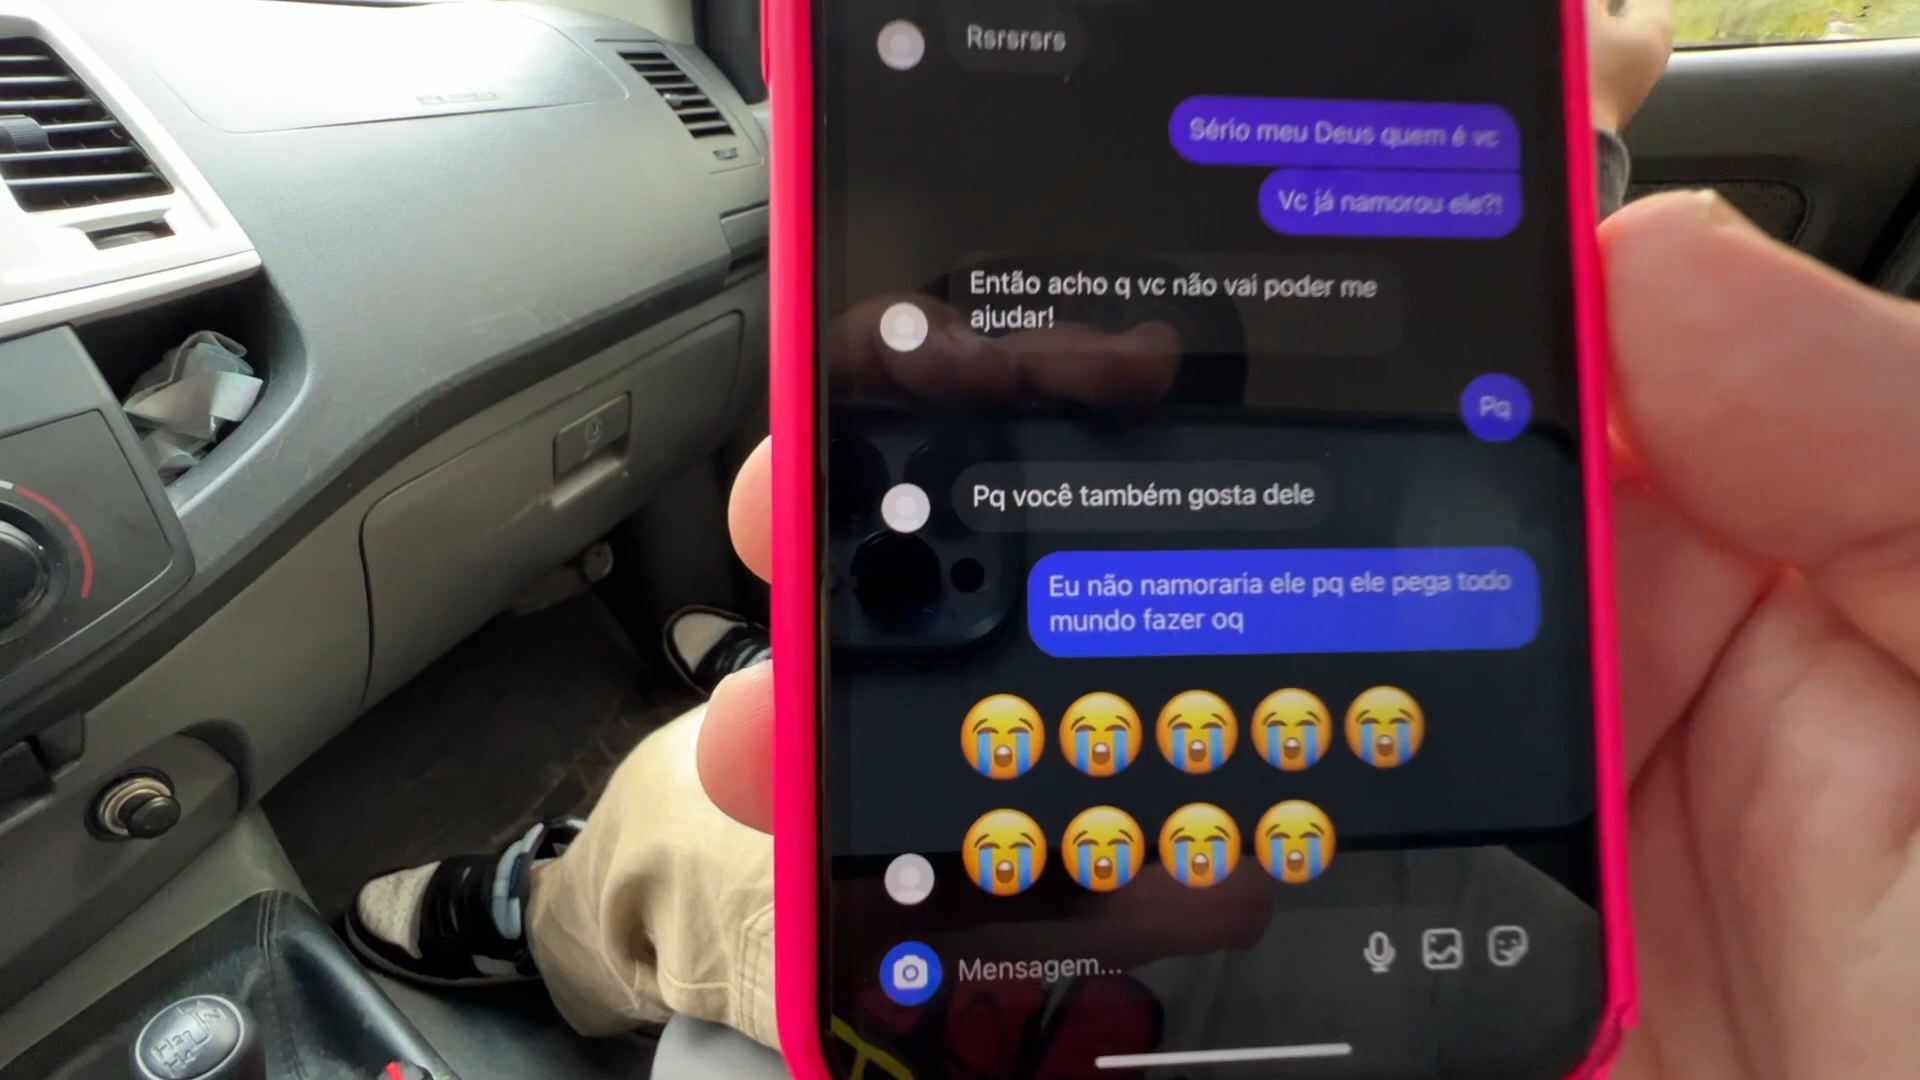 Rsrsrsrs
Sério meu Deus quem é vc
Vc já namorou ele?!
Então acho q vc não vai poder me
ajudar!
Pq
Pq você também gosta dele
Eu não namoraria ele pq ele pega todo
mundo fazer oq
😭😭😭😭😭
😭😭😭😭
Mensagem...